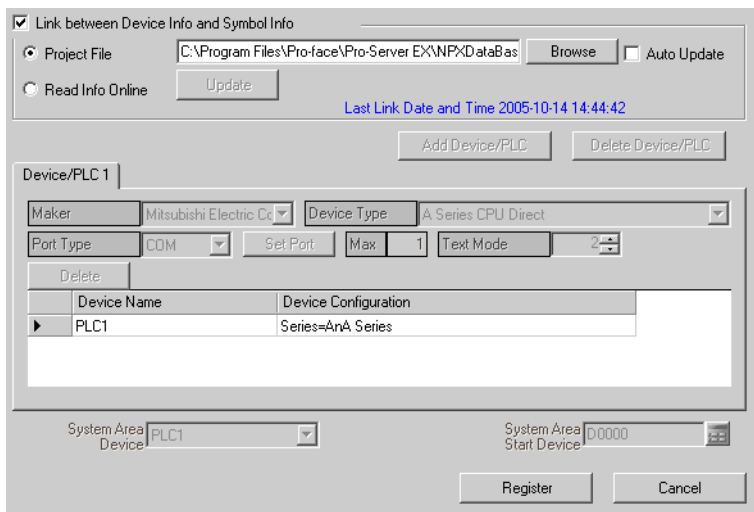 Link between Device Info and Symbol Info
Project File C:\Program Files\Pro-face\Pro-Server EX\NPXDataBas Browse Auto Update
Read Info Online Update
Last Link Date and Time 2005-10-14 14:44:42
Add Device/PLC Delete Device/PLC
Device/PLC 1
Maker Mitsubishi Electric Co Device Type A Series CPU Direct
Port Type COM Set Port Max 1 Text Mode 2
Delete
Device Name Device Configuration
PLC1 Series=AnA Series
System Area Device PLC1 System Area Start Device D0000
Register Cancel